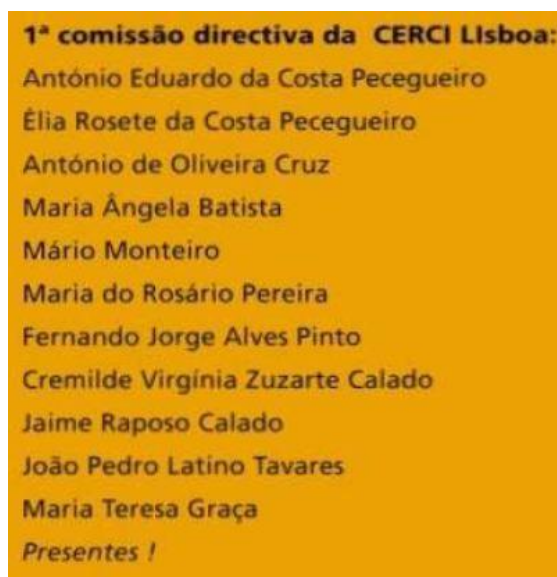 1ª comissão directiva da CERCI LIsboa:
António Eduardo da Costa Pecegueiro
Élia Rosete da Costa Pecegueiro
António de Oliveira Cruz
Maria Ângela Batista
Mário Monteiro
Maria do Rosário Pereira
Fernando Jorge Alves Pinto
Cremilde Virgínia Zuzarte Calado
Jaime Raposo Calado
João Pedro Latino Tavares
Maria Teresa Graça
Presentes !